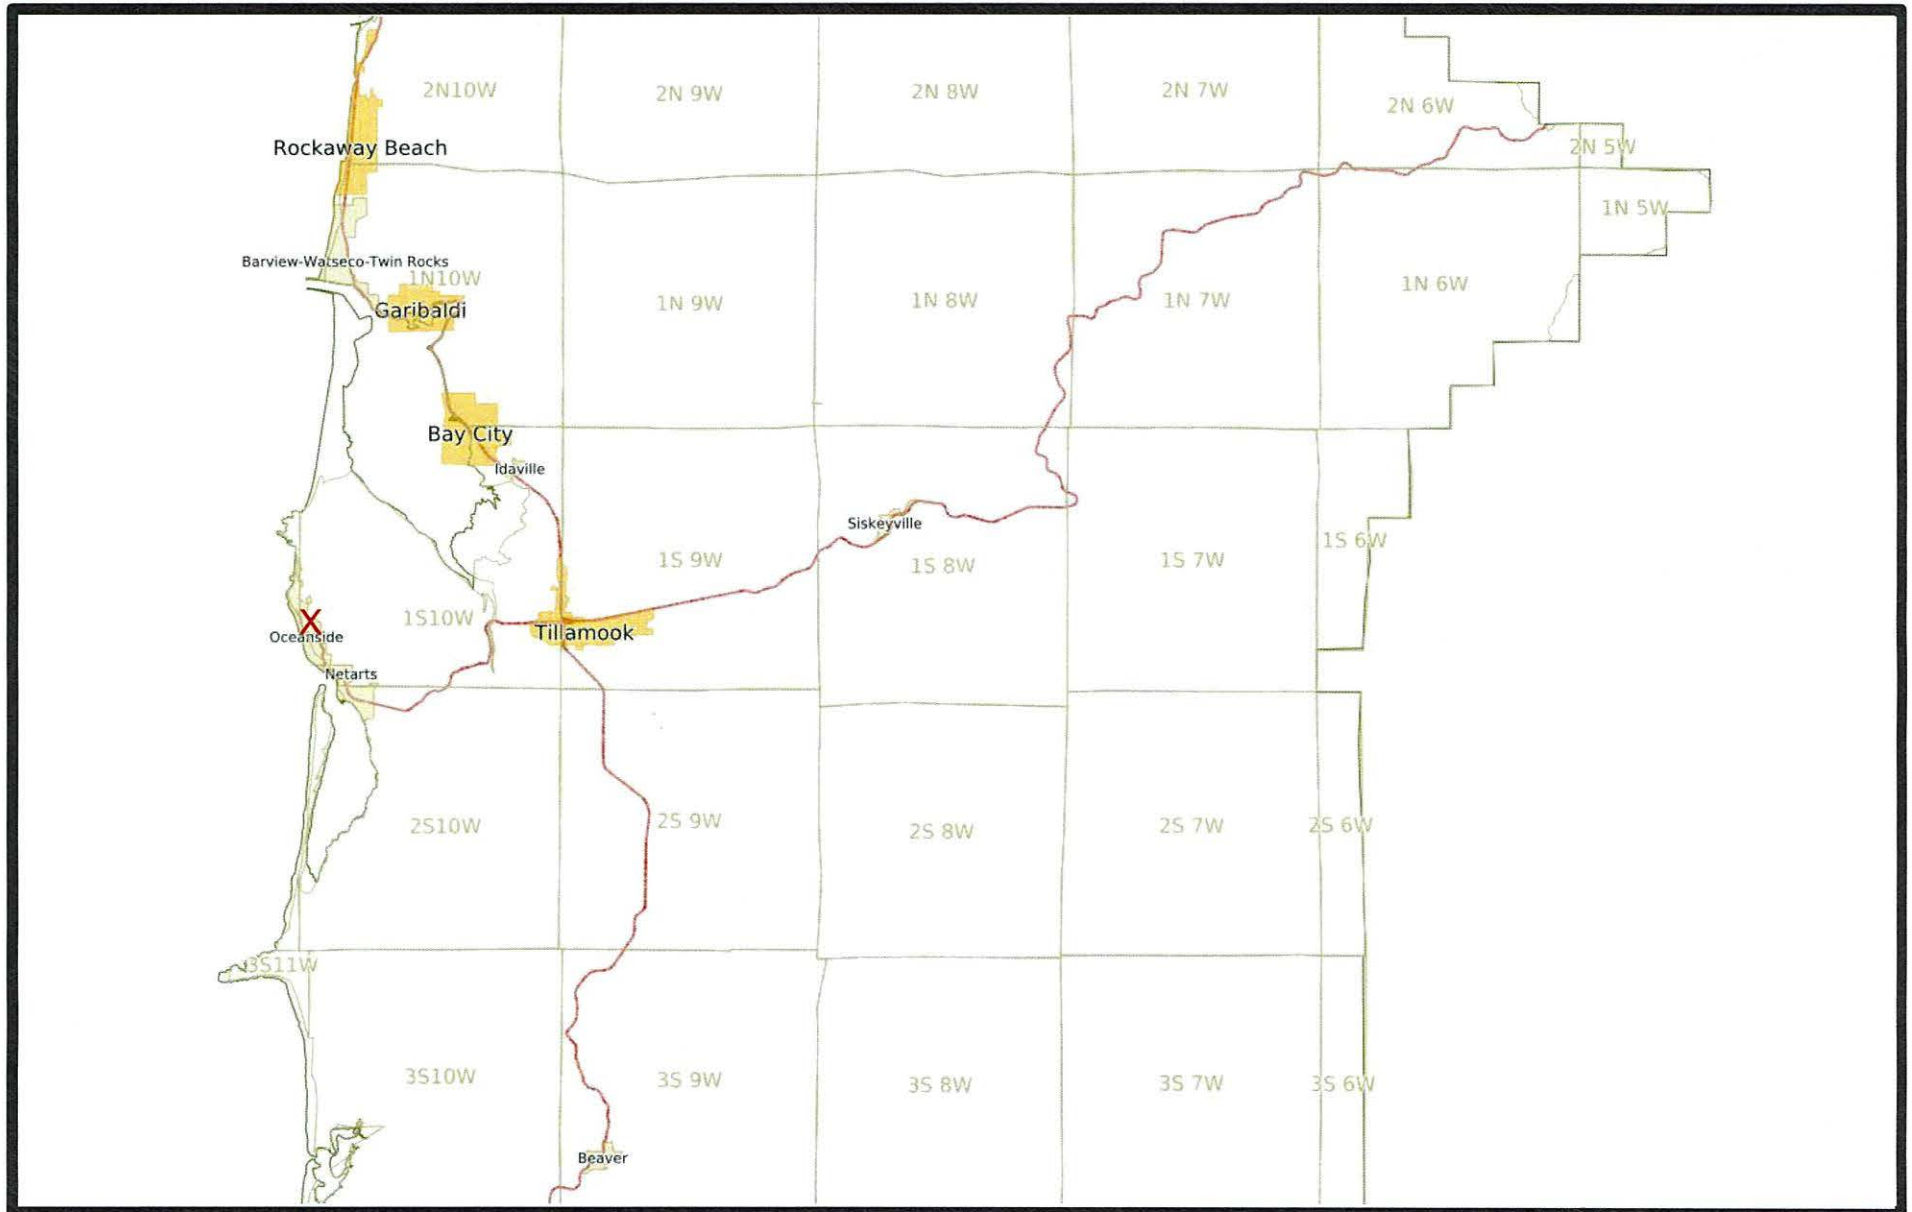 2N10W
2N 9W
2N 8W
2N 7W
2N 6W
2N 5W
Rockaway Beach
1N 5W
Barview-Watseco-Twin Rocks
1N10W
Garibaldi
1N 9W
1N 8W
1N 7W
1N 6W
Bay City
Idaville
Siskeyville
1S 9W
1S 8W
1S 7W
1S 6W
1S10W
X
Oceanside
Tillamook
Netarts
2S10W
2S 9W
2S 8W
2S 7W
2S 6W
3S11W
3S10W
3S 9W
3S 8W
3S 7W
3S 6W
Beaver